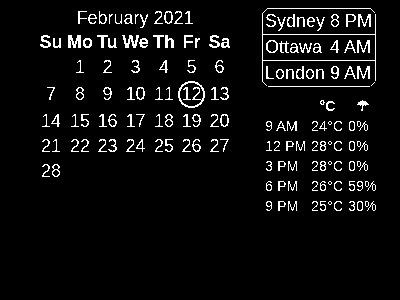 February 2021
Su Mo Tu We Th Fr Sa
1 2 3 4 5 6
7 8 9 10 11 12 13
14 15 16 17 18 19 20
21 22 23 24 25 26 27
28
Sydney 8 PM
Ottawa 4 AM
London 9 AM
°C ☂
9 AM 24°C 0%
12 PM 28°C 0%
3 PM 28°C 0%
6 PM 26°C 59%
9 PM 25°C 30%